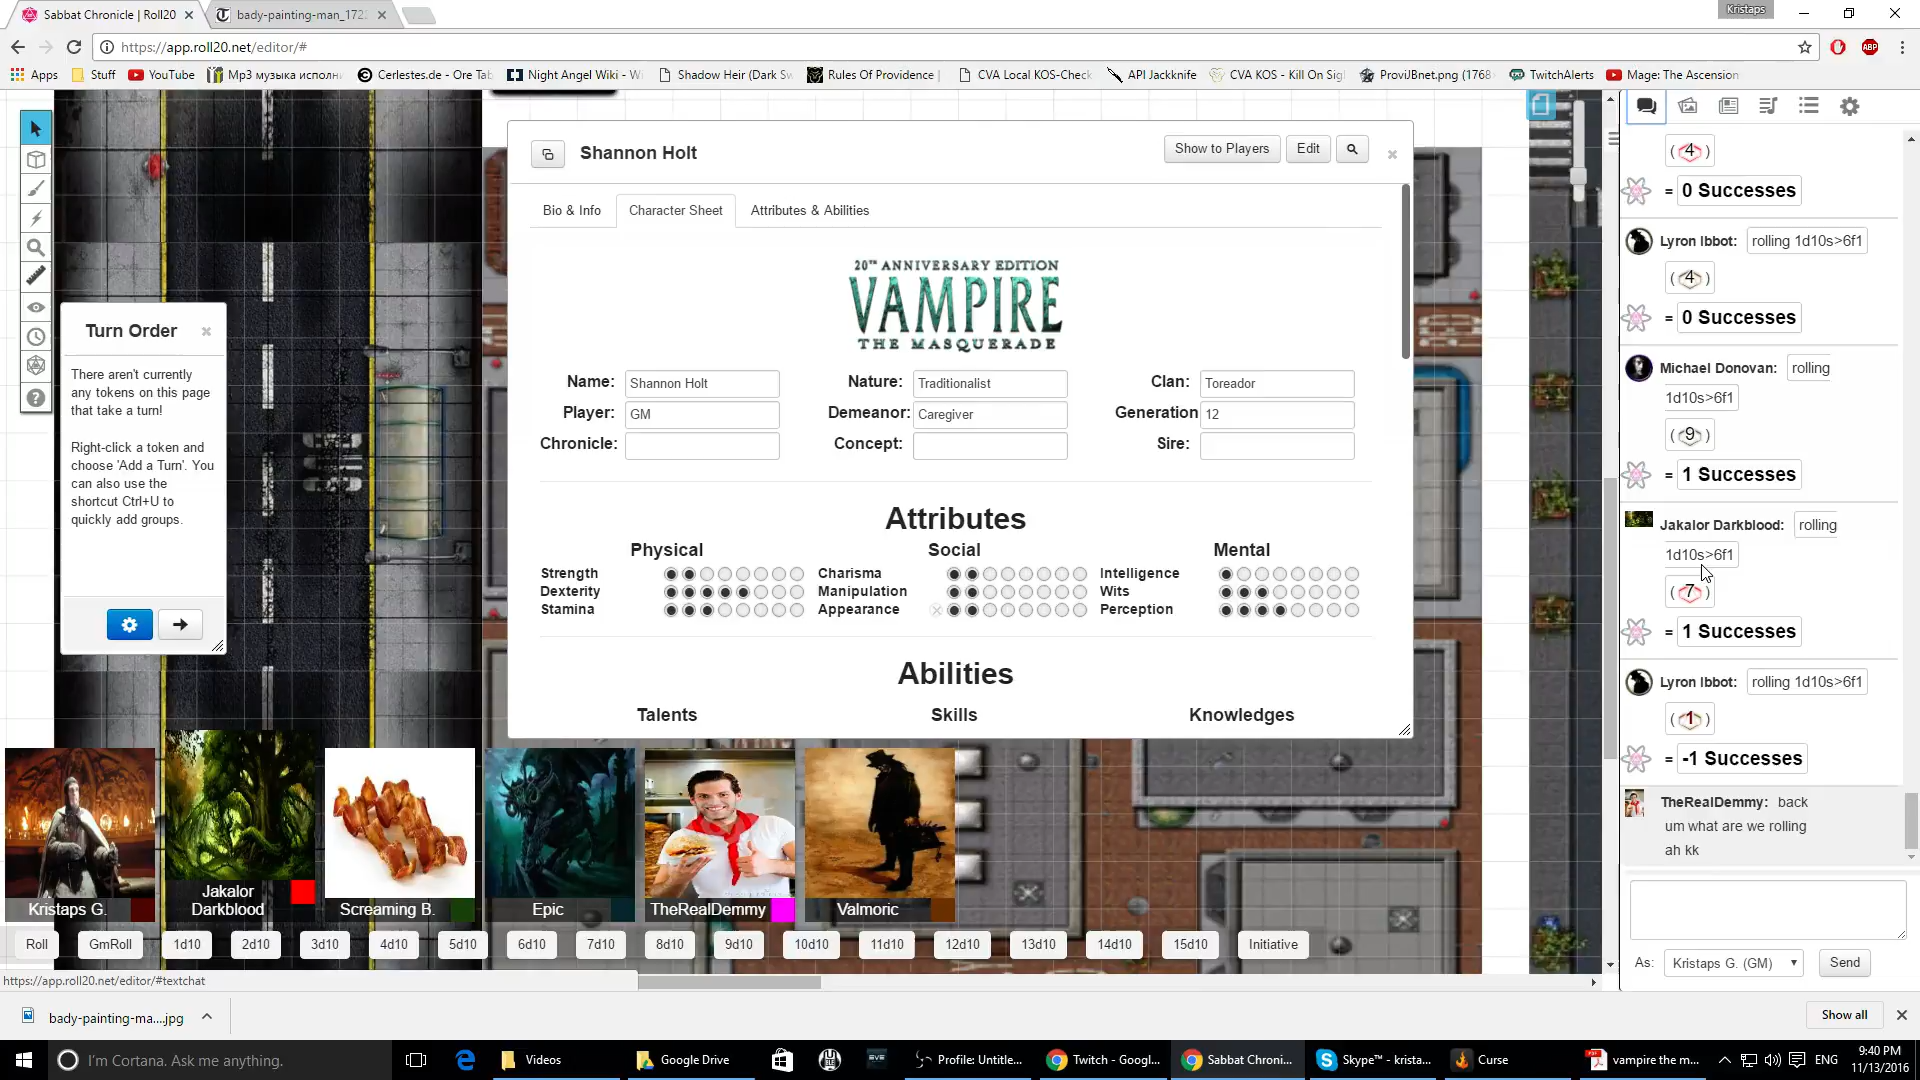 Sabbat Chronicle | Roll20
bady-painting-man_172
Kristaps
https://app.roll20.net/editor/#
Apps
Stuff
YouTube
Mp3 музыка исполн
Cerlestes.de - Ore Tab
Night Angel Wiki - W
Shadow Heir (Dark Sw
Rules Of Providence |
CVA Local KOS-Check
API Jackknife
CVA KOS - Kill On Sig
ProviJBnet.png (1768
TwitchAlerts
Mage: The Ascension
Shannon Holt
Show to Players
Edit
Bio & Info
Character Sheet
Attributes & Abilities
20TH ANNIVERSARY EDITION
VAMPIRE
THE MASQUERADE
Name: Shannon Holt
Nature: Traditionalist
Clan: Toreador
Player: GM
Demeanor: Caregiver
Generation 12
Chronicle:
Concept:
Sire:
Attributes
Physical
Social
Mental
Strength
Charisma
Intelligence
Dexterity
Manipulation
Wits
Stamina
Appearance
Perception
Abilities
Talents
Skills
Knowledges
Turn Order
There aren't currently
any tokens on this page
that take a turn!
Right-click a token and
choose 'Add a Turn'. You
can also use the
shortcut Ctrl+U to
quickly add groups.
(4)
= 0 Successes
Lyron Ibbot: rolling 1d10s>6f1
(4)
= 0 Successes
Michael Donovan: rolling
1d10s>6f1
(9)
= 1 Successes
Jakalor Darkblood: rolling
1d10s>6f1
(7)
= 1 Successes
Lyron Ibbot: rolling 1d10s>6f1
(1)
= -1 Successes
TheRealDemmy: back
um what are we rolling
ah kk
As: Kristaps G. (GM)
Send
Kristaps G.
Jakalor
Darkblood
Screaming B.
Epic
TheRealDemmy
Valmoric
Roll
GmRoll
1d10
2d10
3d10
4d10
5d10
6d10
7d10
8d10
9d10
10d10
11d10
12d10
13d10
14d10
15d10
Initiative
https://app.roll20.net/editor/#textchat
bady-painting-ma....jpg
Show all
I'm Cortana. Ask me anything.
Videos
Google Drive
Profile: Untitle...
Twitch - Googl...
Sabbat Chroni...
Skype™ - krista...
Curse
vampire the m...
ENG
9:40 PM
11/13/2016